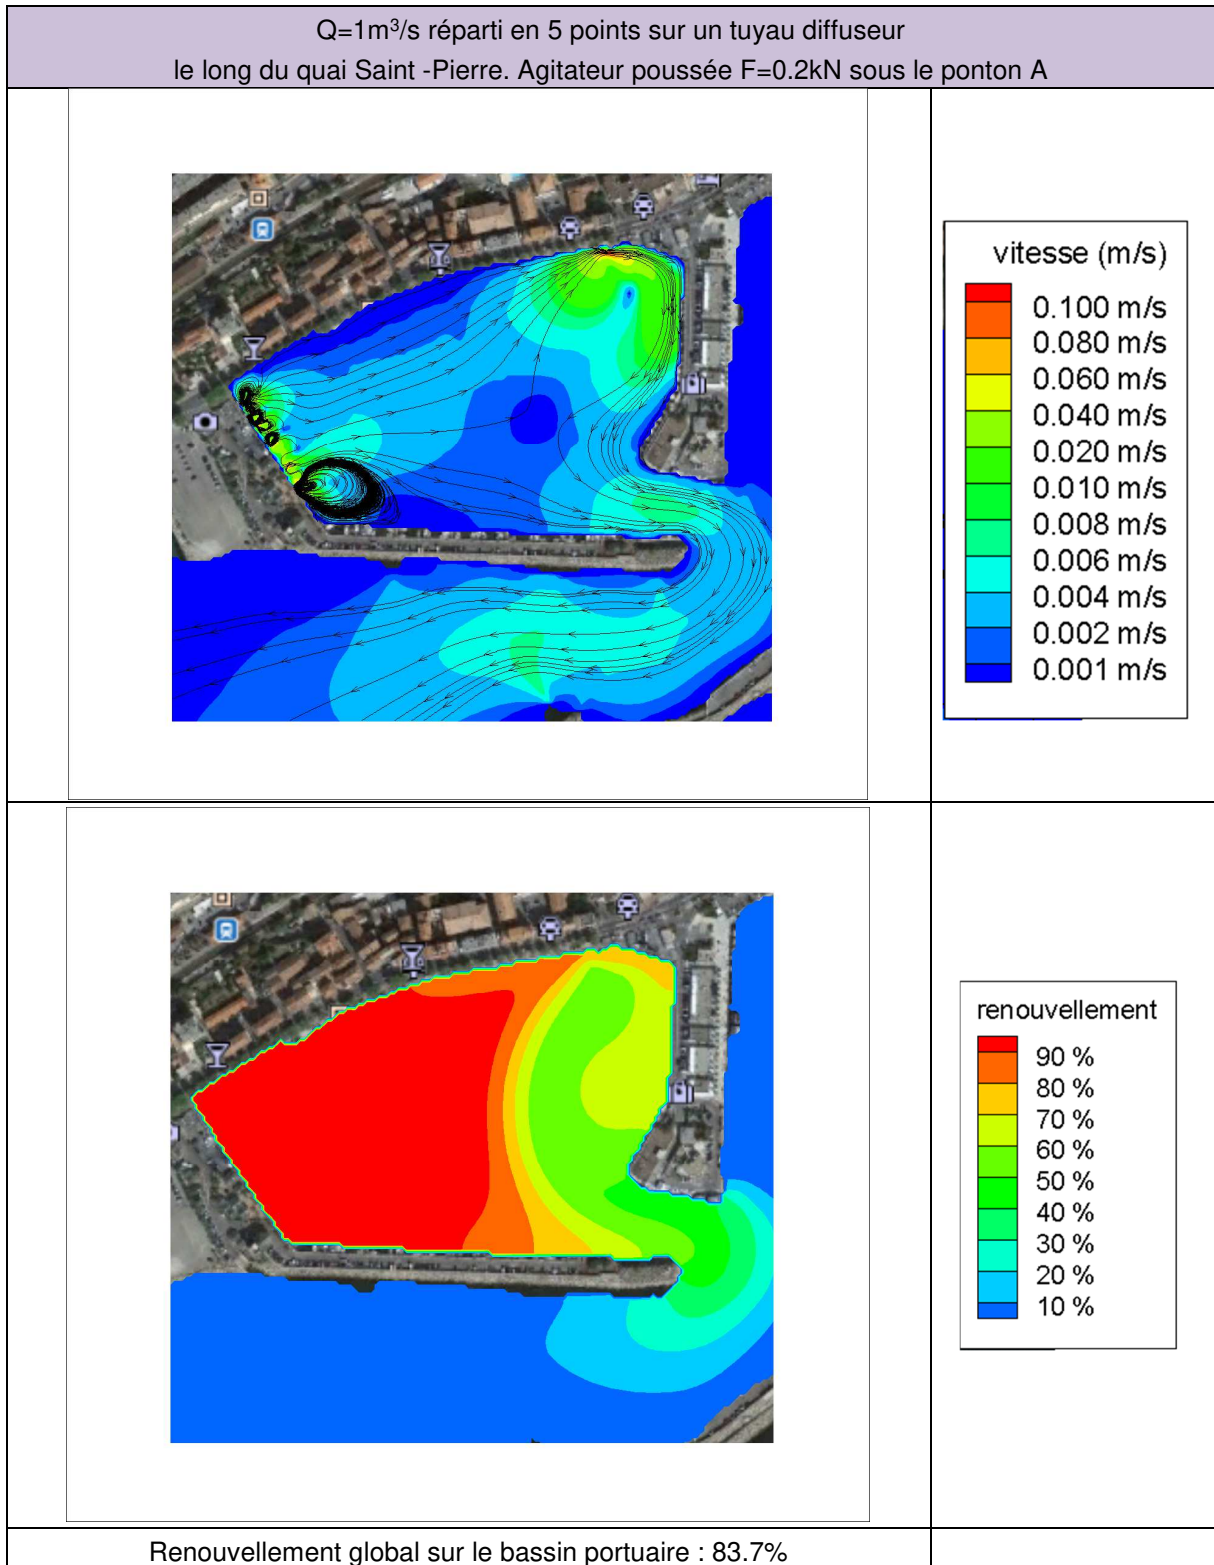 Q=1m³/s réparti en 5 points sur un tuyau diffuseur
le long du quai Saint -Pierre. Agitateur poussée F=0.2kN sous le ponton A
vitesse (m/s)
0.100 m/s
0.080 m/s
0.060 m/s
0.040 m/s
0.020 m/s
0.010 m/s
0.008 m/s
0.006 m/s
0.004 m/s
0.002 m/s
0.001 m/s
renouvellement
90 %
80 %
70 %
60 %
50 %
40 %
30 %
20 %
10 %
Renouvellement global sur le bassin portuaire : 83.7%